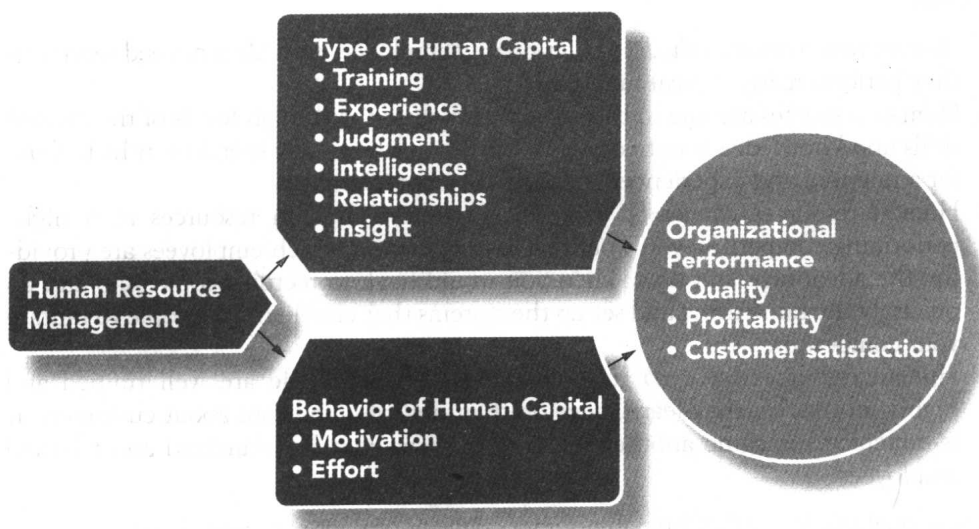 Type of Human Capital
• Training
• Experience
• Judgment
• Intelligence
• Relationships
• Insight
Human Resource
Management
Organizational
Performance
• Quality
• Profitability
• Customer satisfaction
Behavior of Human Capital
• Motivation
• Effort